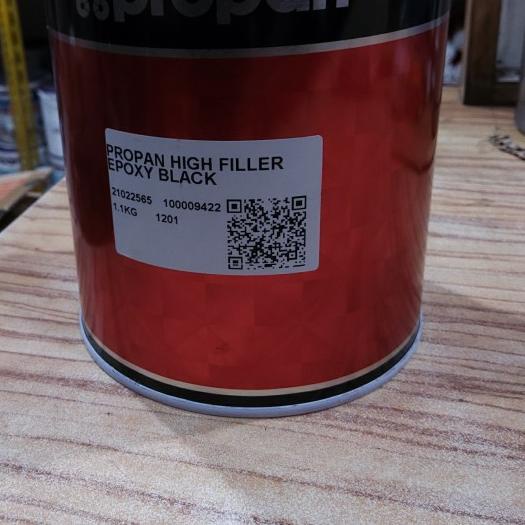 propan
PROPAN HIGH FILLER
EPOXY BLACK
21022565 100009422
1.1KG 1201